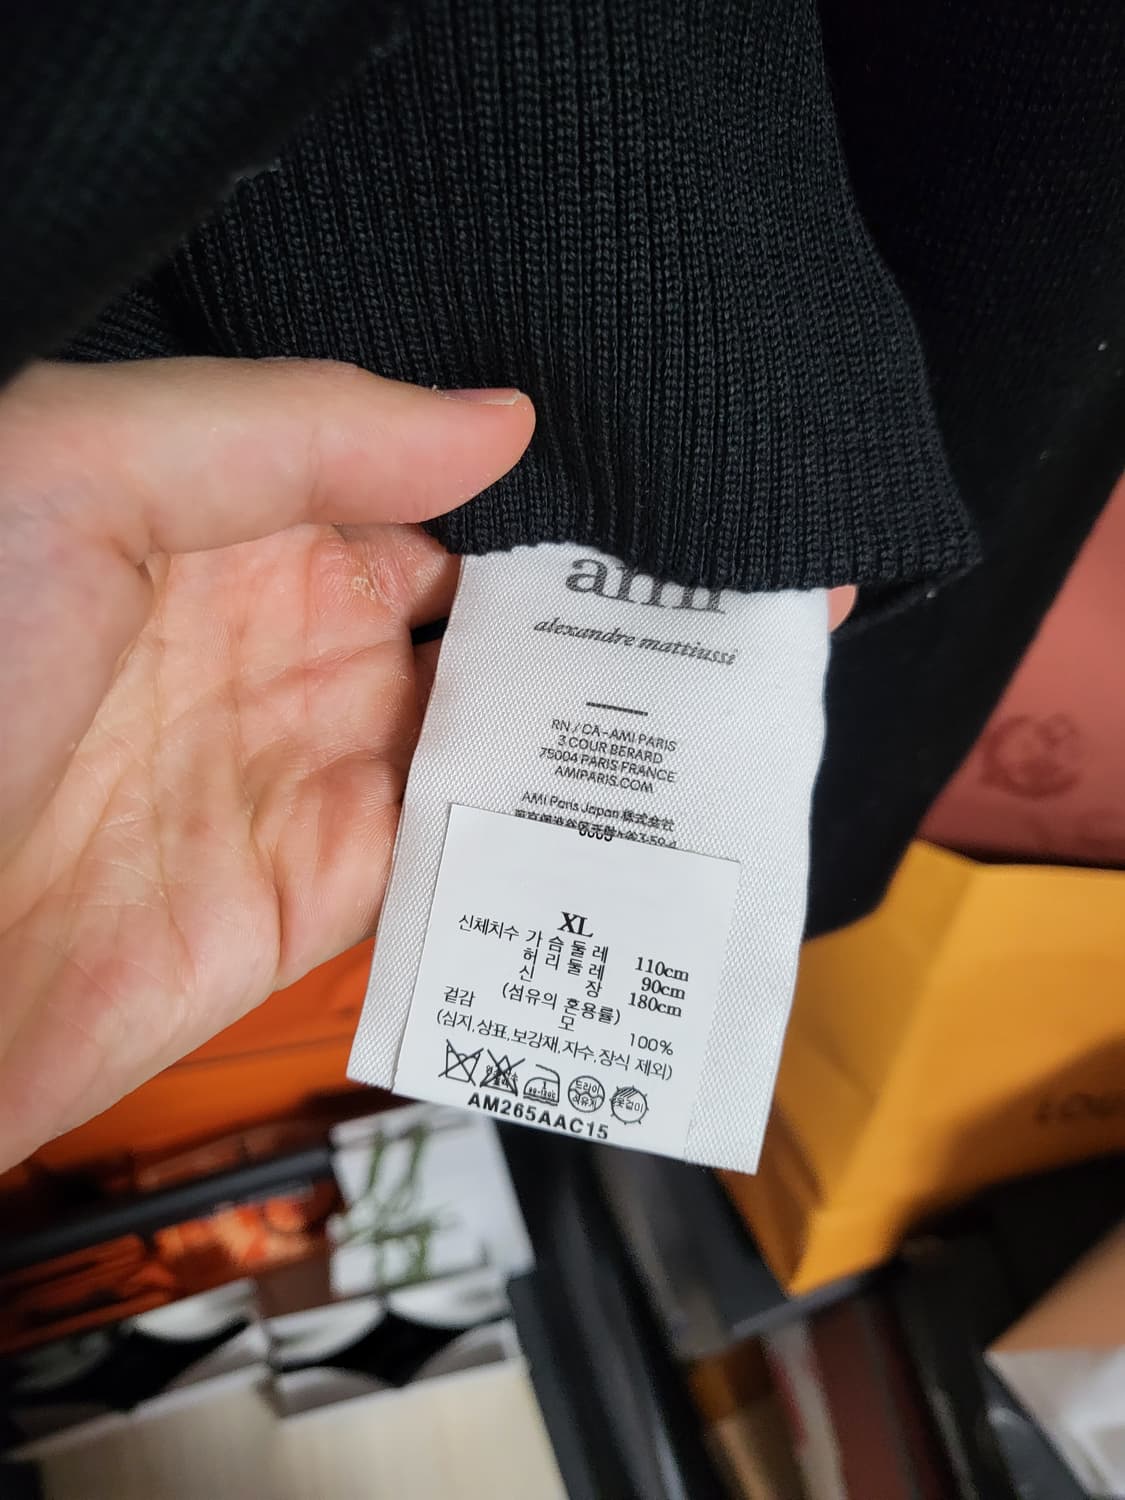 ami
alexandre mattiussi
RN / CA-AMI PARIS
3 COUR BERARD
75004 PARIS FRANCE
AMIPARIS.COM
AMI Paris Japan 株式会社
XL
신체치수 가슴둘레 110cm
허리둘레 90cm
신장 180cm
겉감 (섬유의 혼용률)
모 100%
(심지,상표,보강재,자수,장식 제외)
옷걸이
AM265AAC15